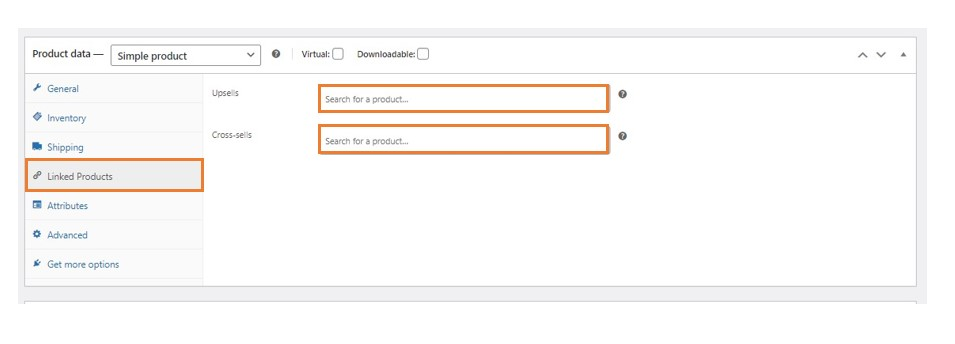 Product data — Simple product Virtual: Downloadable:
General
Inventory
Shipping
Linked Products
Attributes
Advanced
Get more options
Upsells Search for a product...
Cross-sells Search for a product...